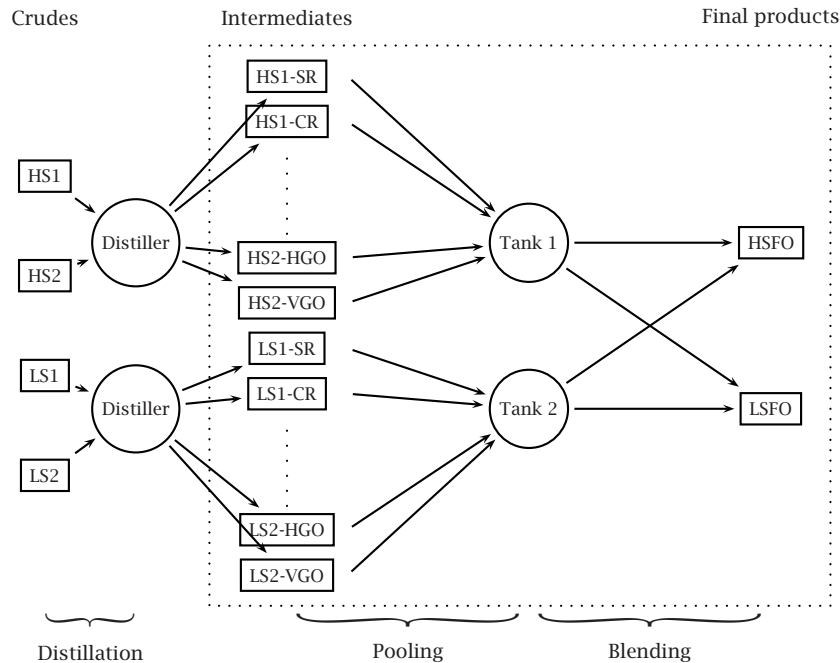 Crudes Intermediates Final products
HS1-SR
HS1-CR
HS1
Distiller
HS2
HS2-HGO
HS2-VGO
Tank 1
HSFO
LS1-SR
LS1
LS1-CR
Distiller
LS2
LS2-HGO
LS2-VGO
Tank 2
LSFO
Distillation Pooling Blending